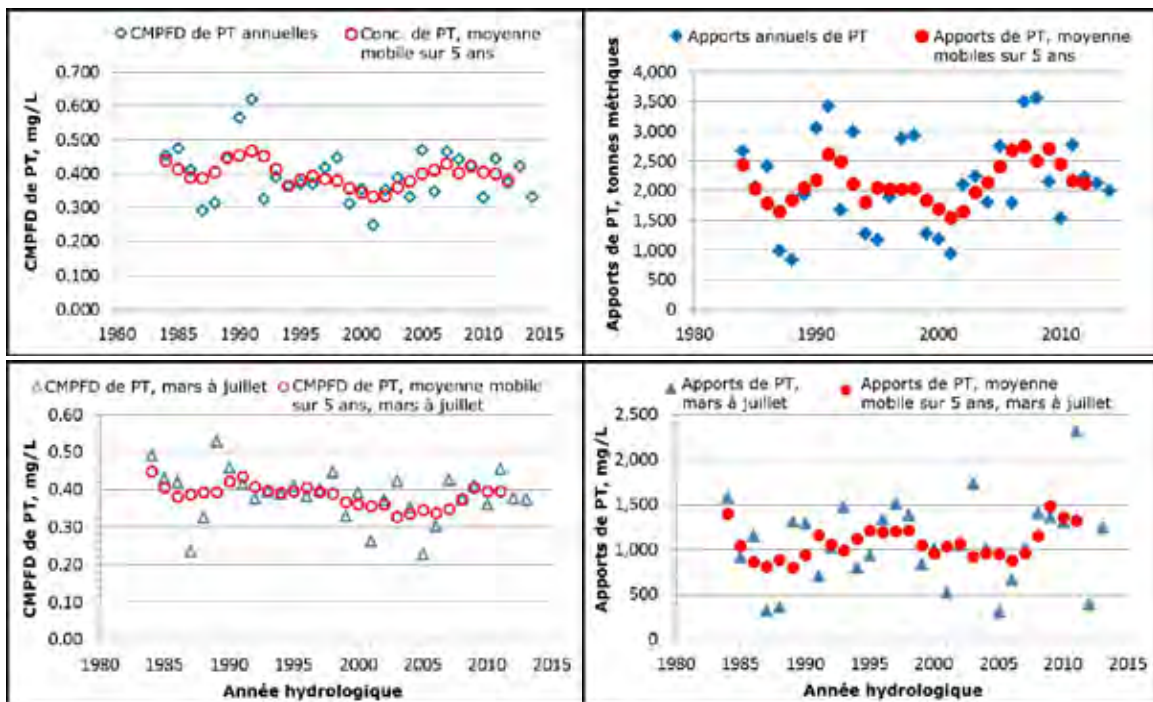 CMPFD de PT annuelles
Conc. de PT, moyenne mobile sur 5 ans
CMPFD de PT, mg/L
0.700
0.600
0.500
0.400
0.300
0.200
0.100
0.000
1980 1985 1990 1995 2000 2005 2010 2015
Apports annuels de PT
Apports de PT, moyenne mobiles sur 5 ans
Apports de PT, tonnes métriques
4,000
3,500
3,000
2,500
2,000
1,500
1,000
500
0
1980 1990 2000 2010
CMPFD de PT, mars à juillet
CMPFD de PT, moyenne mobile sur 5 ans, mars à juillet
CMPFD de PT, mg/L
0.60
0.50
0.40
0.30
0.20
0.10
0.00
1980 1985 1990 1995 2000 2005 2010 2015
Année hydrologique
Apports de PT, mars à juillet
Apports de PT, moyenne mobile sur 5 ans, mars à juillet
Apports de PT, mg/L
2,500
2,000
1,500
1,000
500
0
1980 1985 1990 1995 2000 2005 2010 2015
Année hydrologique